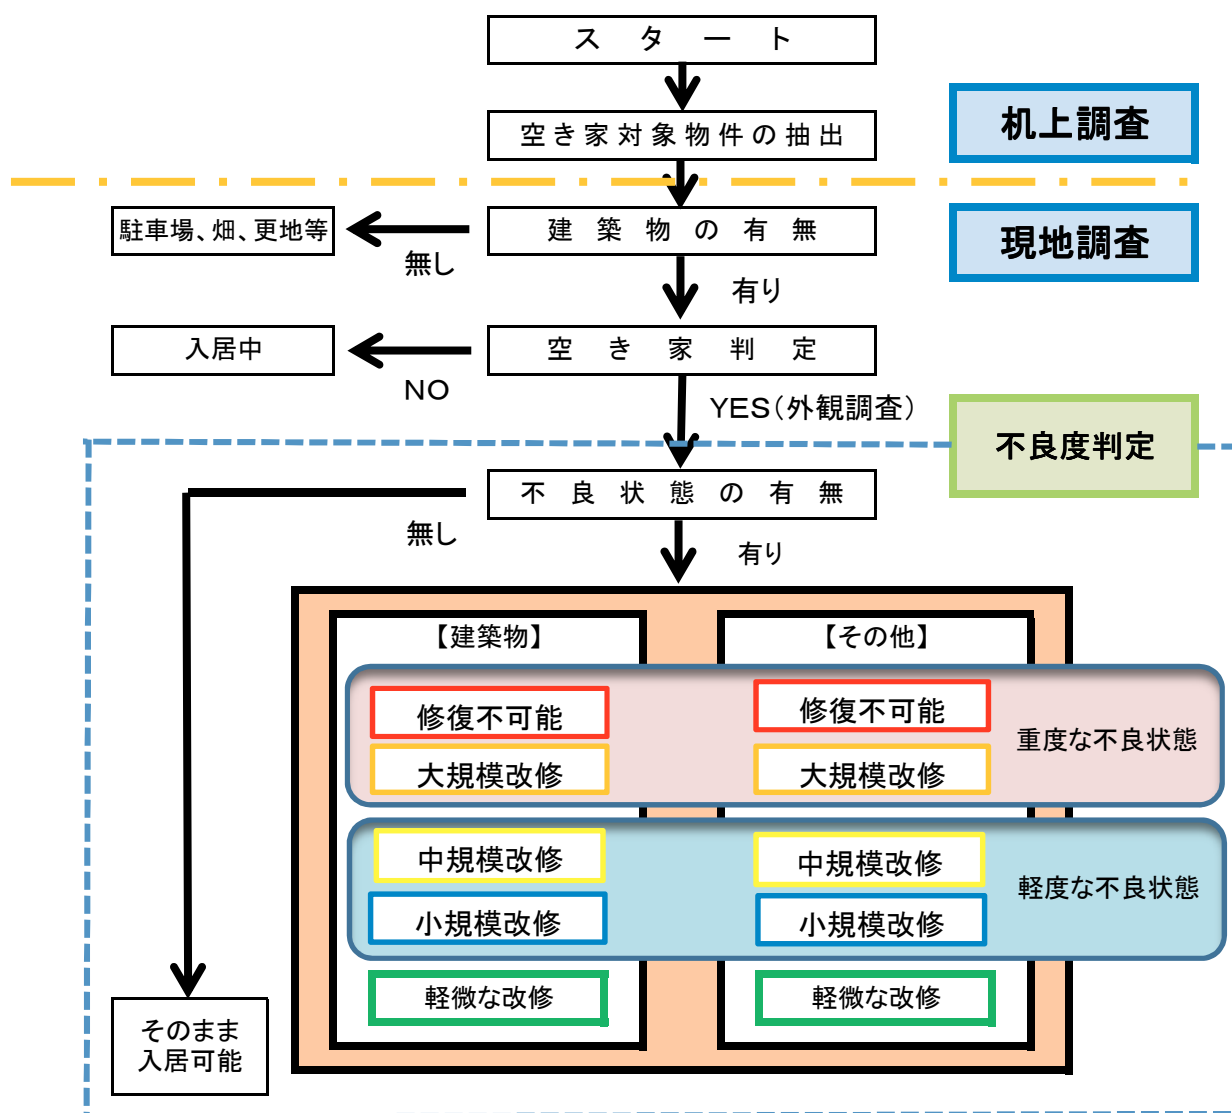 スタート
空き家対象物件の抽出
机上調査
駐車場、畑、更地等
無し
建築物の有無
現地調査
有り
入居中
NO
空き家判定
YES(外観調査)
不良度判定
不良状態の有無
無し
有り
【建築物】
【その他】
修復不可能
修復不可能
重度な不良状態
大規模改修
大規模改修
中規模改修
中規模改修
軽度な不良状態
小規模改修
小規模改修
軽微な改修
軽微な改修
そのまま
入居可能